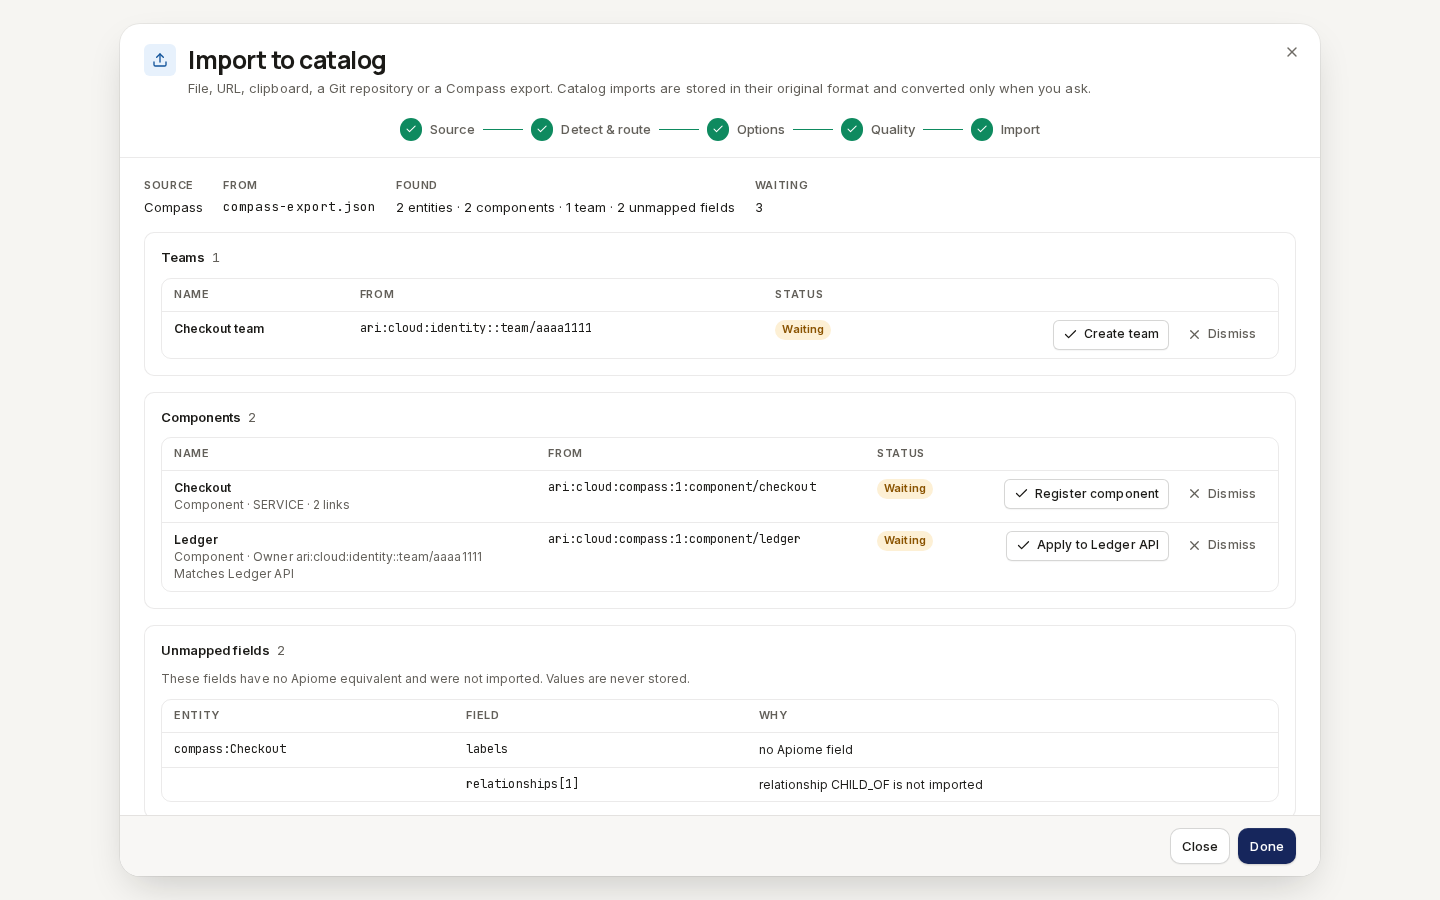 Import to catalog
File, URL, clipboard, a Git repository or a Compass export. Catalog imports are stored in their original format and converted only when you ask.
Source Detect & route Options Quality Import
SOURCE FROM FOUND WAITING
Compass compass-export.json 2 entities · 2 components · 1 team · 2 unmapped fields 3
Teams 1
NAME FROM STATUS
Checkout team ari:cloud:identity::team/aaaa1111 Waiting Create team Dismiss
Components 2
NAME FROM STATUS
Checkout ari:cloud:compass:1:component/checkout Waiting Register component Dismiss
Component · SERVICE · 2 links
Ledger ari:cloud:compass:1:component/ledger Waiting Apply to Ledger API Dismiss
Component · Owner ari:cloud:identity::team/aaaa1111
Matches Ledger API
Unmapped fields 2
These fields have no Apiome equivalent and were not imported. Values are never stored.
ENTITY FIELD WHY
compass:Checkout labels no Apiome field
relationships[1] relationship CHILD_OF is not imported
Close Done